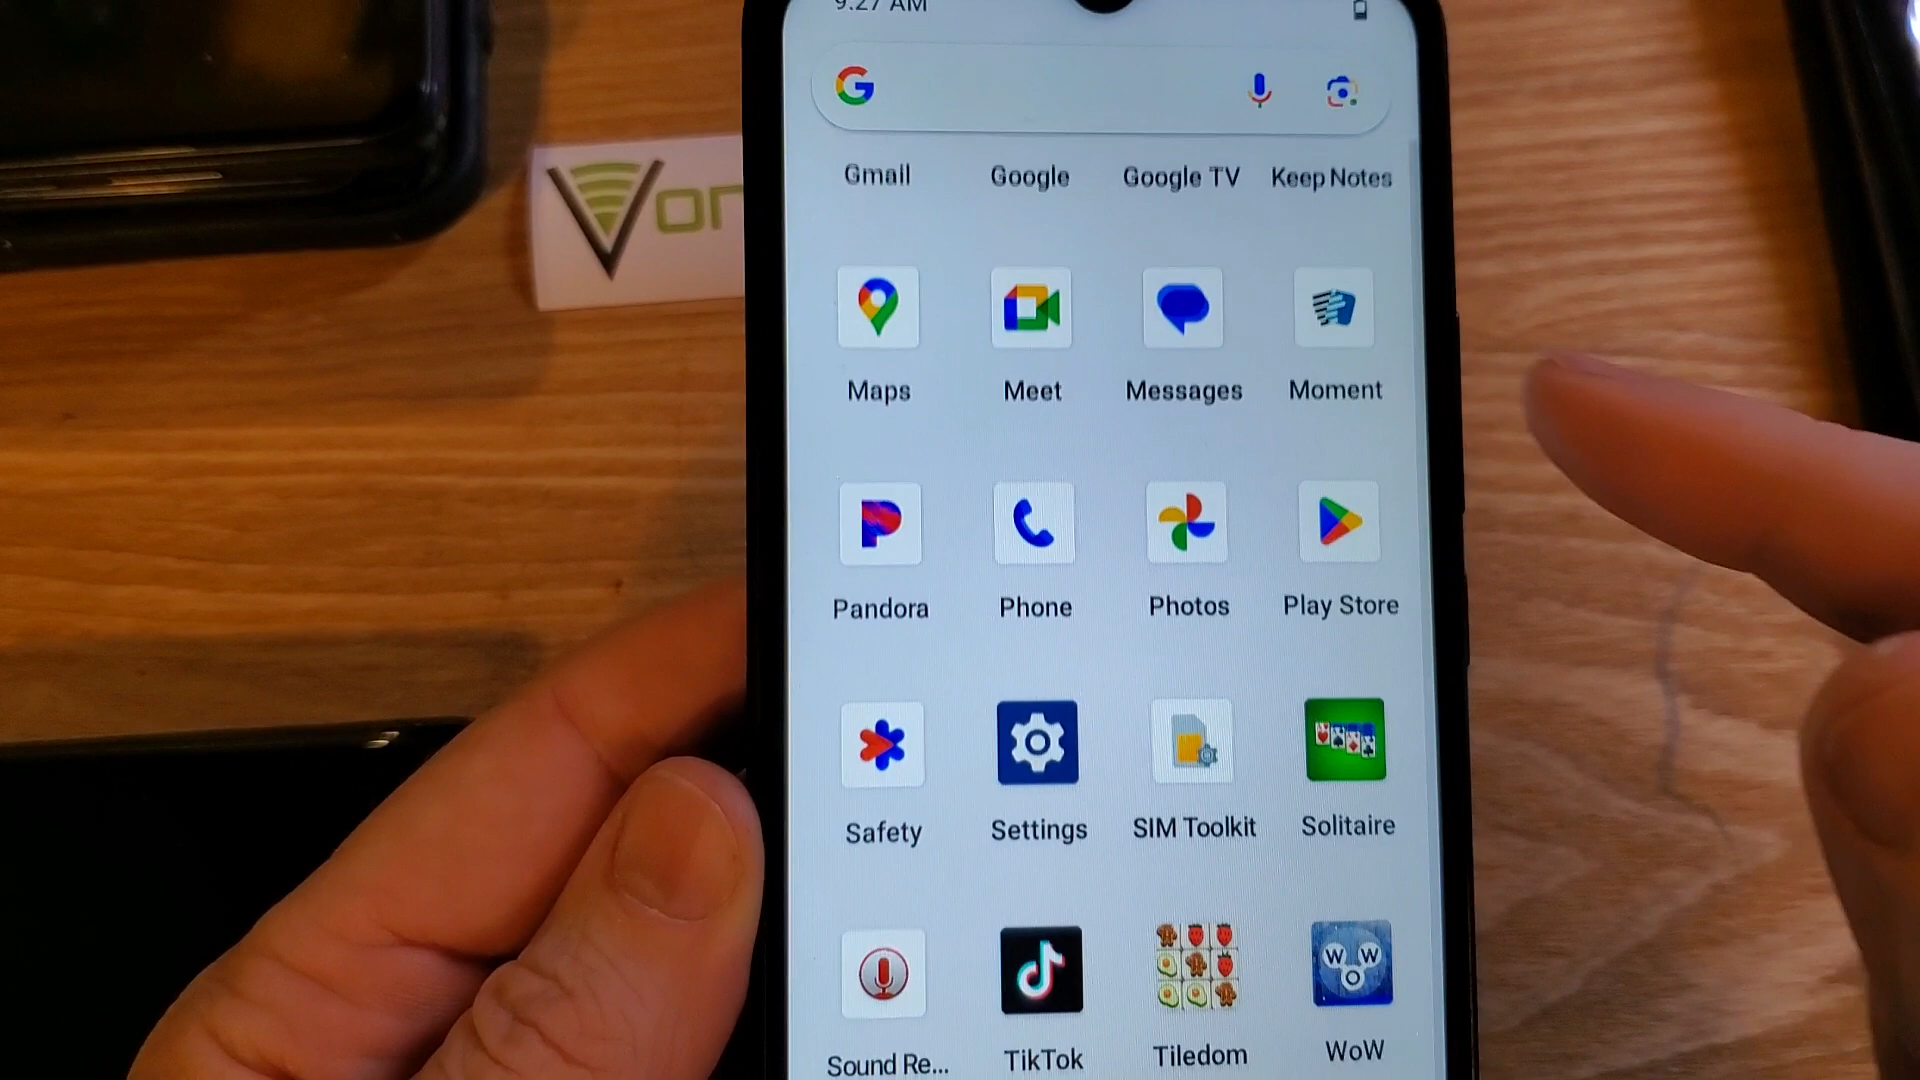 9:27 AM
Gmail Google Google TV Keep Notes
Maps Meet Messages Moment
Pandora Phone Photos Play Store
Safety Settings SIM Toolkit Solitaire
W W
O
Sound Re... TikTok Tiledom WoW